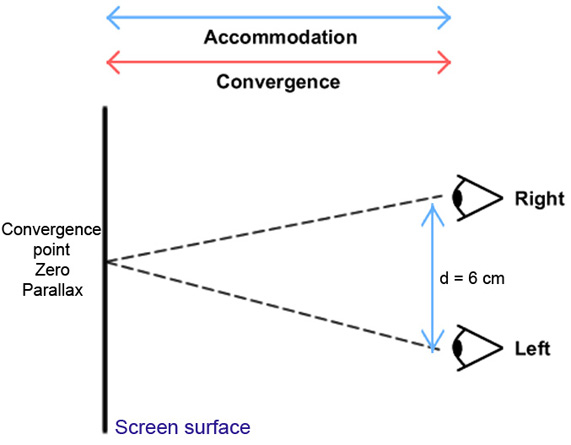 Accommodation
Convergence
Right
Convergence
point
Zero
Parallax
d = 6 cm
Left
Screen surface